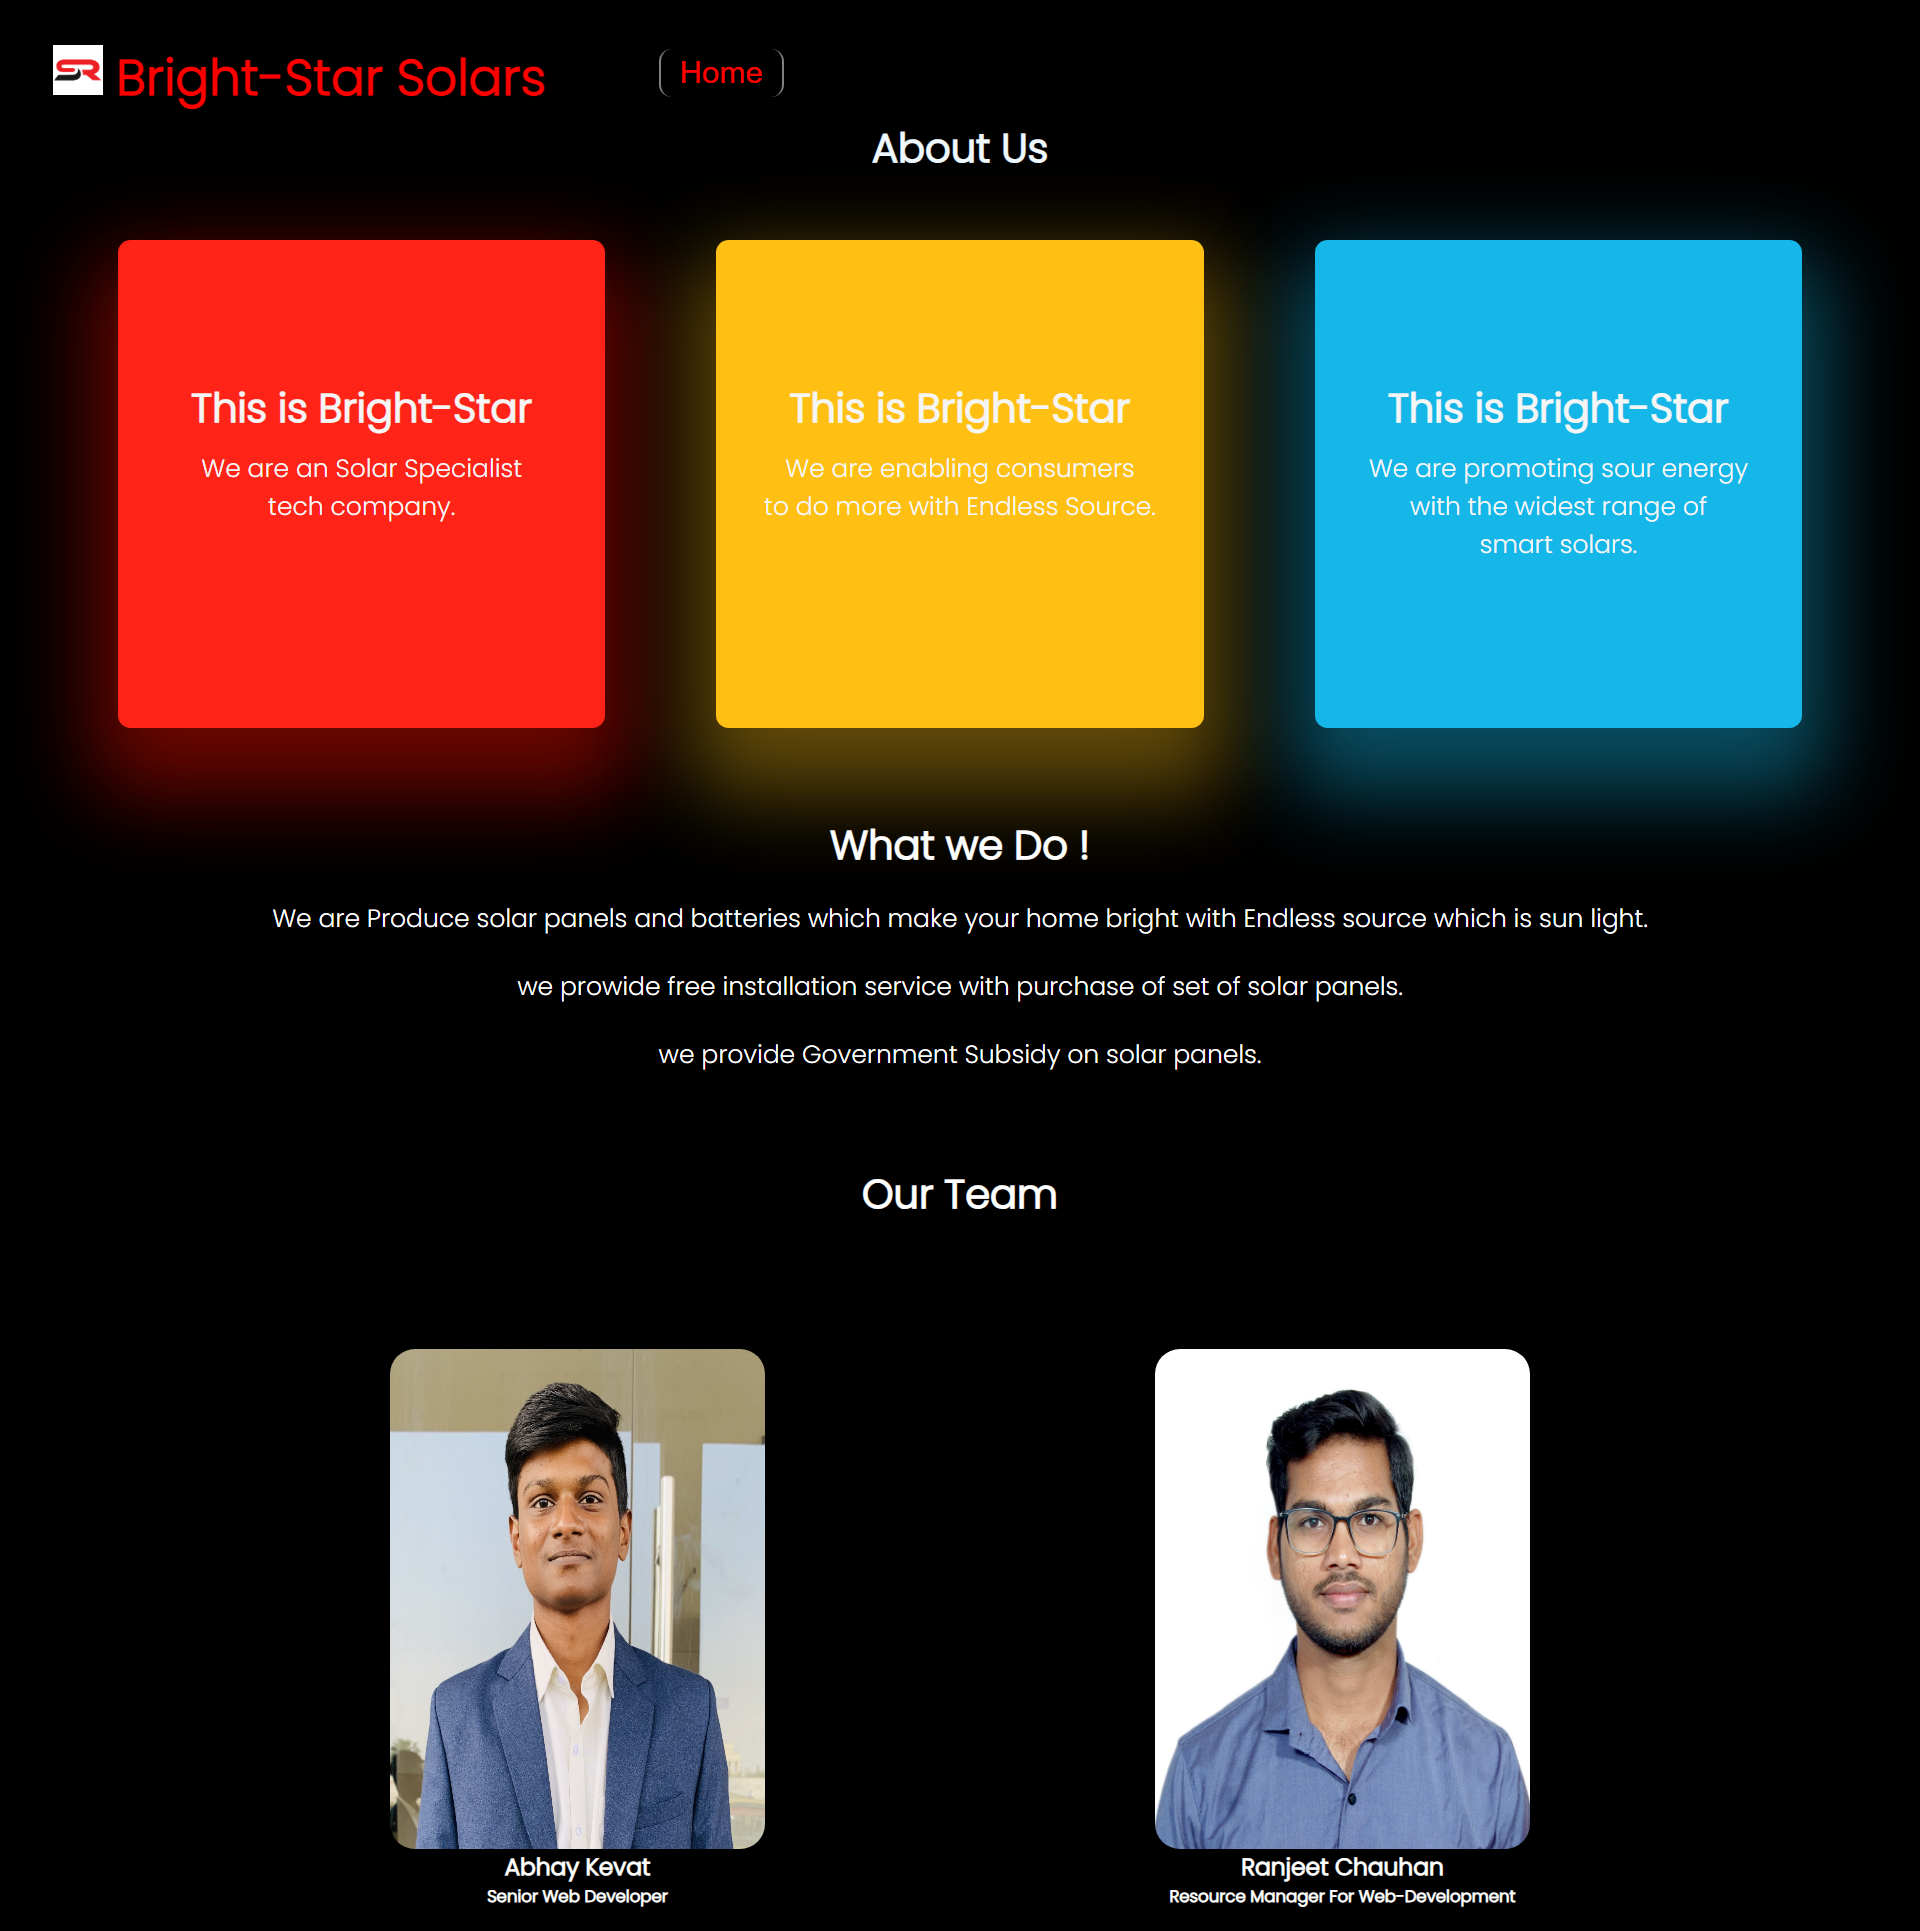 SR
Bright-Star Solars
Home
About Us
This is Bright-Star
We are an Solar Specialist
tech company.
This is Bright-Star
We are enabling consumers
to do more with Endless Source.
This is Bright-Star
We are promoting sour energy
with the widest range of
smart solars.
What we Do !
We are Produce solar panels and batteries which make your home bright with Endless source which is sun light.
we prowide free installation service with purchase of set of solar panels.
we provide Government Subsidy on solar panels.
Our Team
Abhay Kevat
Senior Web Developer
Ranjeet Chauhan
Resource Manager For Web-Development